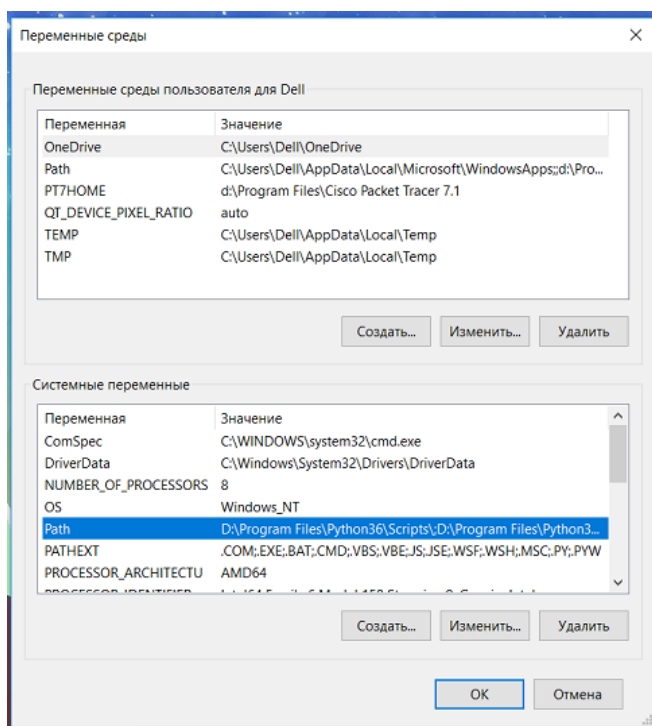 Переменные среды
Переменные среды пользователя для Dell
Переменная Значение
OneDrive C:\Users\Dell\OneDrive
Path C:\Users\Dell\AppData\Local\Microsoft\WindowsApps;;d:\Pro...
PT7HOME d:\Program Files\Cisco Packet Tracer 7.1
QT_DEVICE_PIXEL_RATIO auto
TEMP C:\Users\Dell\AppData\Local\Temp
TMP C:\Users\Dell\AppData\Local\Temp
Создать... Изменить... Удалить
Системные переменные
Переменная Значение
ComSpec C:\WINDOWS\system32\cmd.exe
DriverData C:\Windows\System32\Drivers\DriverData
NUMBER_OF_PROCESSORS 8
OS Windows_NT
Path D:\Program Files\Python36\Scripts\;D:\Program Files\Python3...
PATHEXT .COM;.EXE;.BAT;.CMD;.VBS;.VBE;.JS;.JSE;.WSF;.WSH;.MSC;.PY;.PYW
PROCESSOR_ARCHITECTU AMD64
Создать... Изменить... Удалить
ОК Отмена